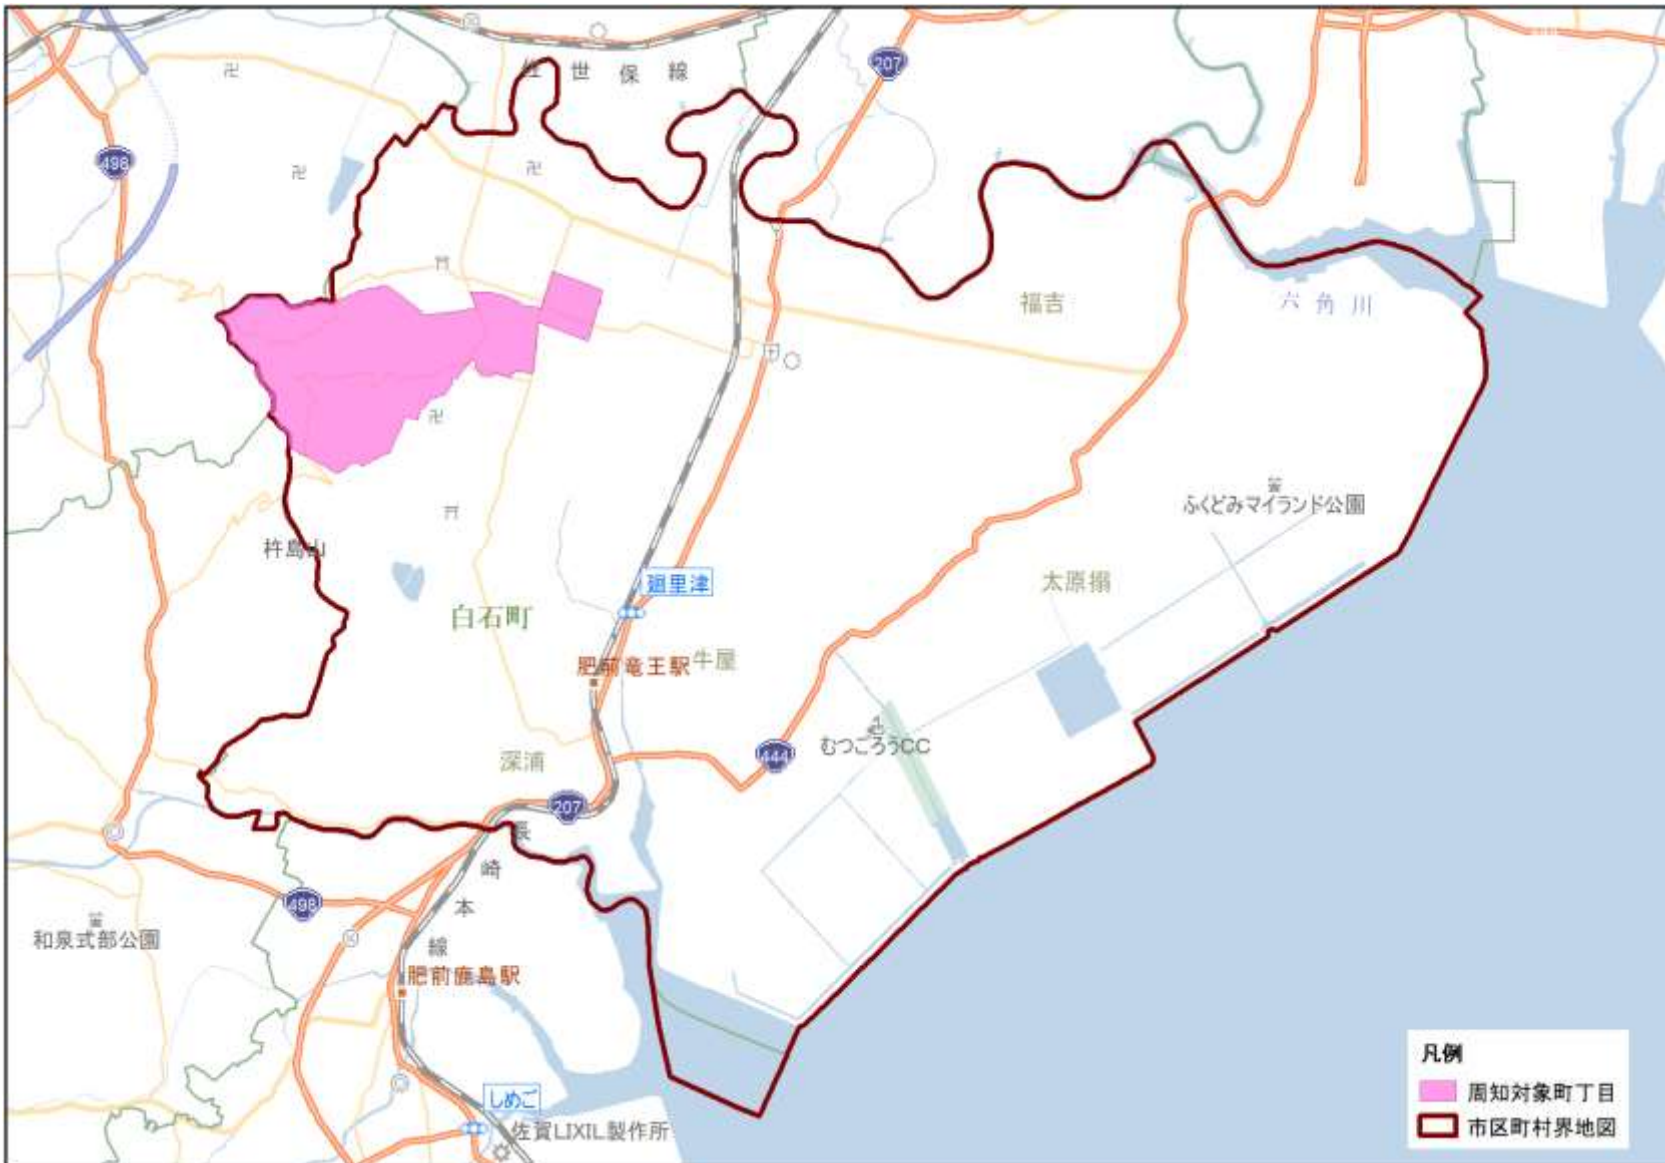 佐世保線
207
498
福吉
六角川
ふくどみマイランド公園
杵島山
廻里津
太原搦
白石町
肥前竜王駅
牛屋
むつごろうCC
444
深浦
207
長崎本線
498
和泉式部公園
肥前鹿島駅
しめご
佐賀LIXIL製作所
凡例
周知対象町丁目
市区町村界地図